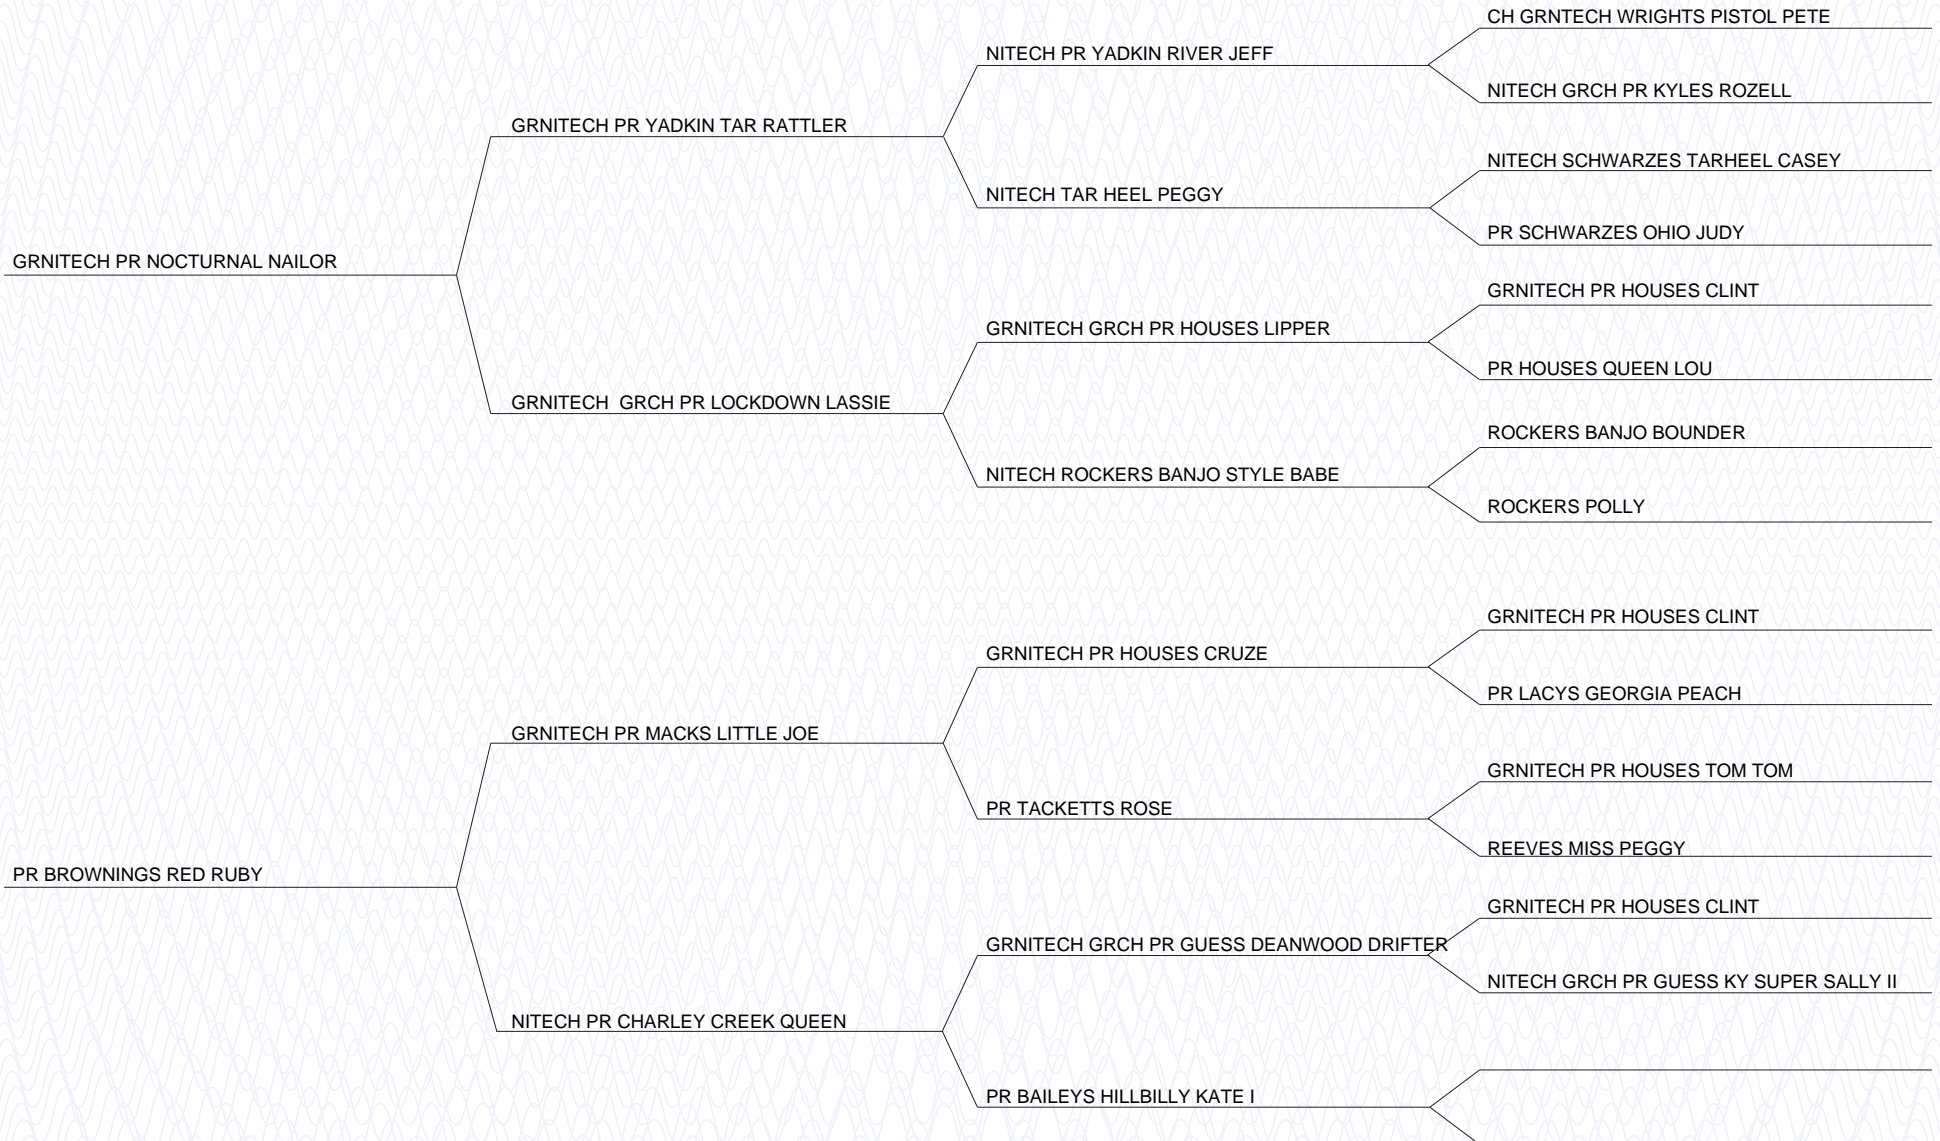 CH GRNTECH WRIGHTS PISTOL PETE
NITECH PR YADKIN RIVER JEFF
NITECH GRCH PR KYLES ROZELL
GRNITECH PR YADKIN TAR RATTLER
NITECH SCHWARZES TARHEEL CASEY
NITECH TAR HEEL PEGGY
PR SCHWARZES OHIO JUDY
GRNITECH PR NOCTURNAL NAILOR
GRNITECH PR HOUSES CLINT
GRNITECH GRCH PR HOUSES LIPPER
PR HOUSES QUEEN LOU
GRNITECH  GRCH PR LOCKDOWN LASSIE
ROCKERS BANJO BOUNDER
NITECH ROCKERS BANJO STYLE BABE
ROCKERS POLLY
GRNITECH PR HOUSES CLINT
GRNITECH PR HOUSES CRUZE
PR LACYS GEORGIA PEACH
GRNITECH PR MACKS LITTLE JOE
GRNITECH PR HOUSES TOM TOM
PR TACKETTS ROSE
REEVES MISS PEGGY
PR BROWNINGS RED RUBY
GRNITECH PR HOUSES CLINT
GRNITECH GRCH PR GUESS DEANWOOD DRIFTER
NITECH GRCH PR GUESS KY SUPER SALLY II
NITECH PR CHARLEY CREEK QUEEN
PR BAILEYS HILLBILLY KATE I